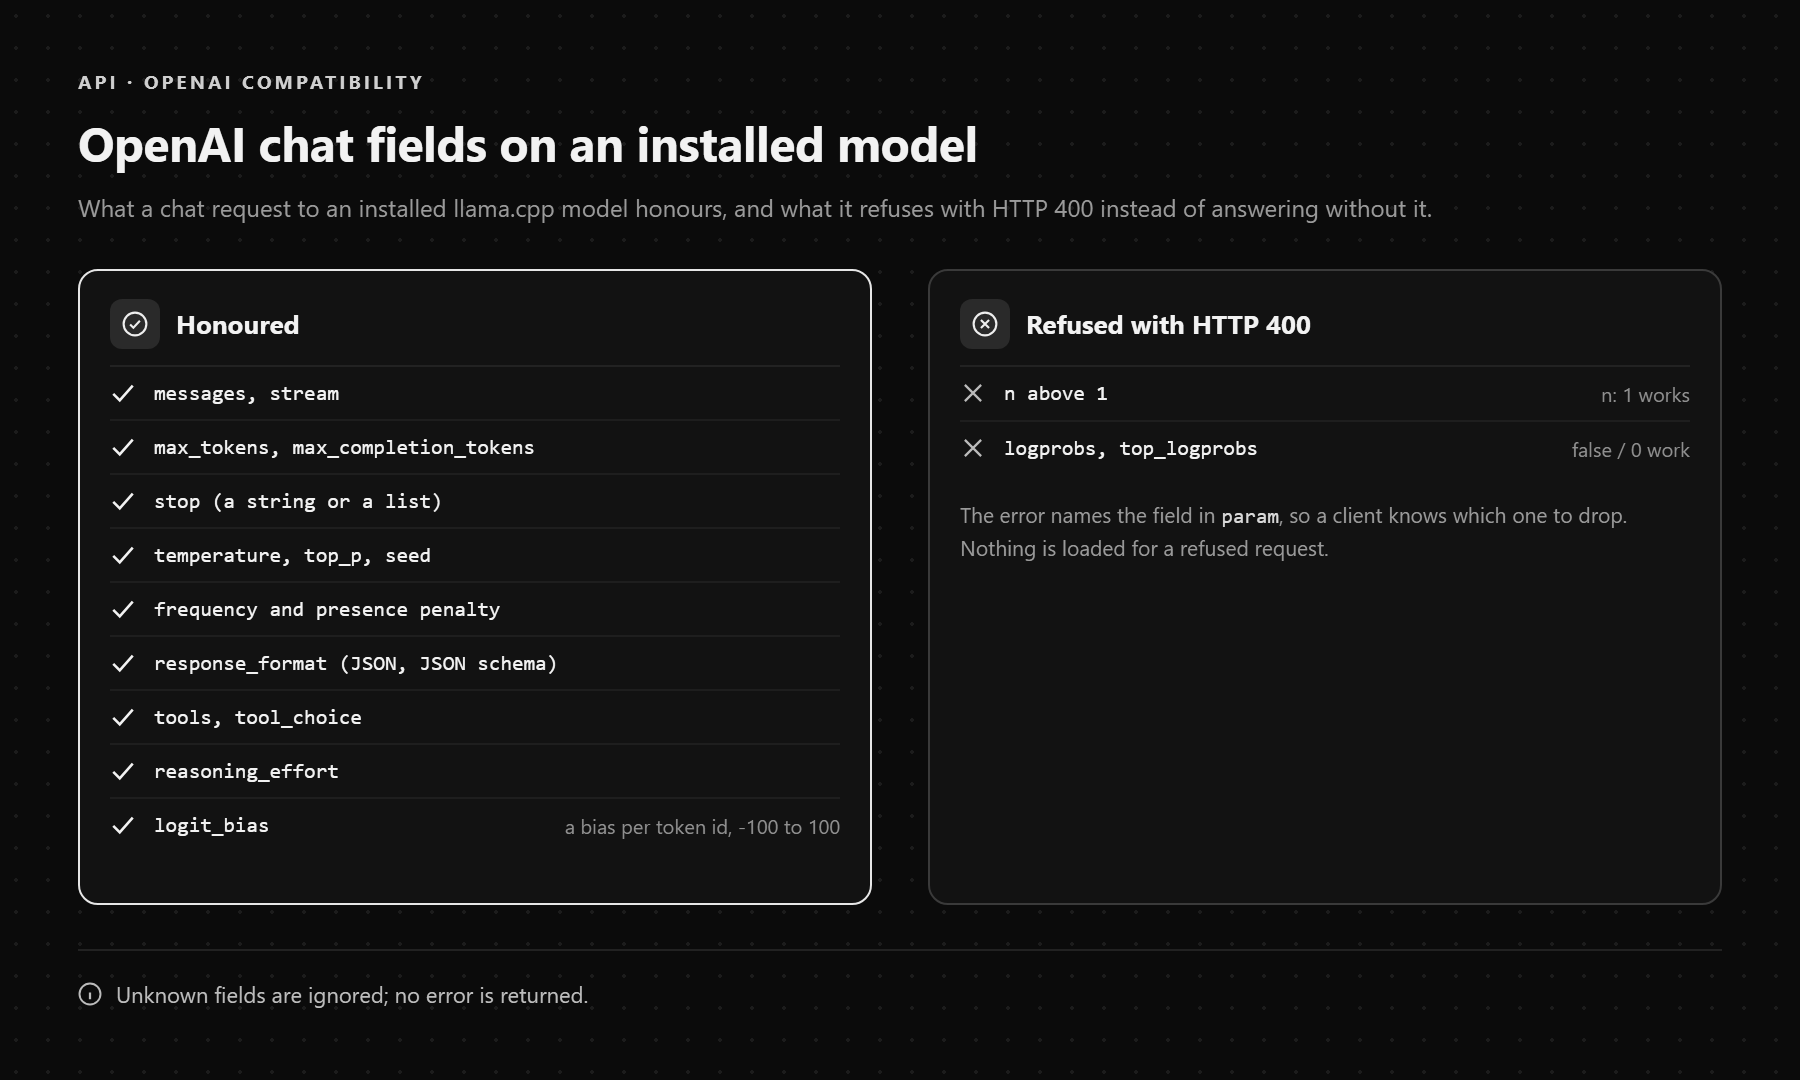 API · OPENAI COMPATIBILITY
OpenAI chat fields on an installed model
What a chat request to an installed llama.cpp model honours, and what it refuses with HTTP 400 instead of answering without it.
Honoured
messages, stream
max_tokens, max_completion_tokens
stop (a string or a list)
temperature, top_p, seed
frequency and presence penalty
response_format (JSON, JSON schema)
tools, tool_choice
reasoning_effort
logit_bias a bias per token id, -100 to 100
Refused with HTTP 400
n above 1 n: 1 works
logprobs, top_logprobs false / 0 work
The error names the field in param, so a client knows which one to drop.
Nothing is loaded for a refused request.
Unknown fields are ignored; no error is returned.